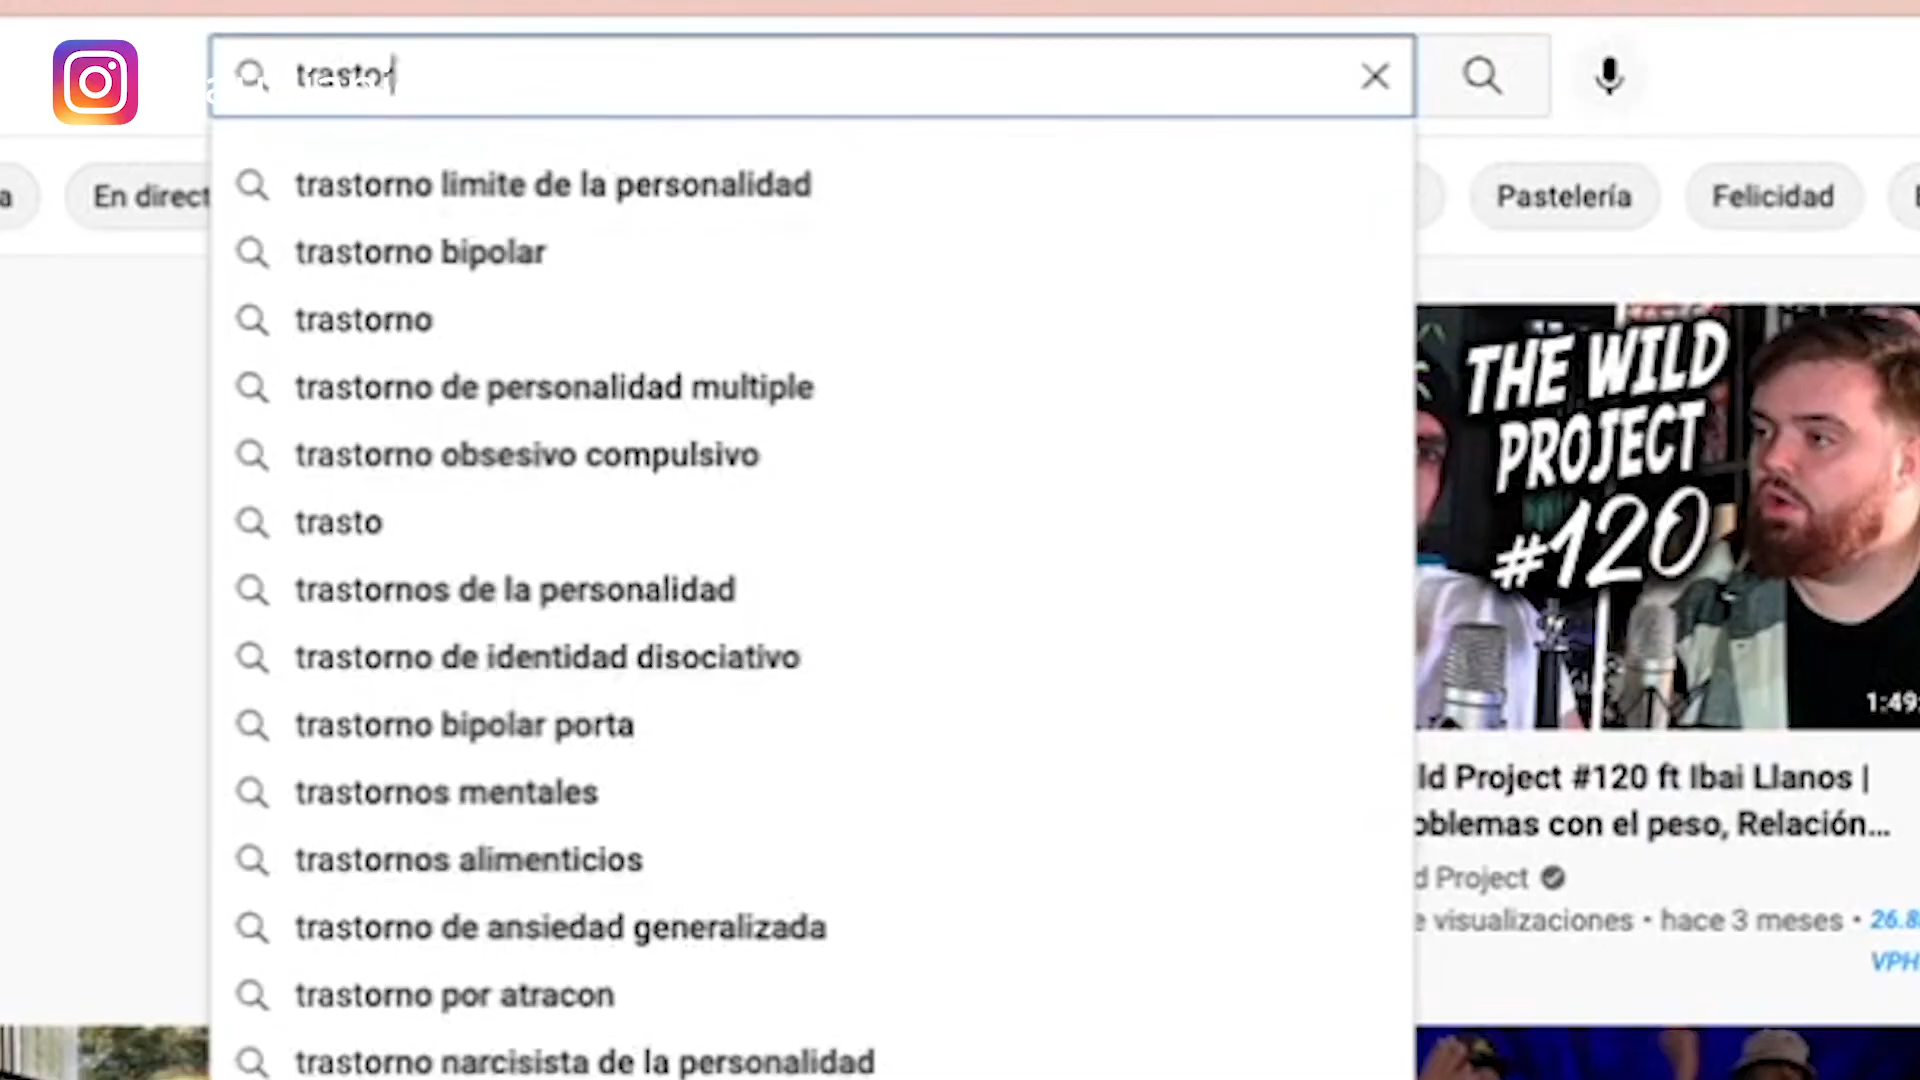 trastor
a
En direct
Pastelería
Felicidad
trastorno limite de la personalidad
trastorno bipolar
trastorno
trastorno de personalidad multiple
trastorno obsesivo compulsivo
trasto
trastornos de la personalidad
trastorno de identidad disociativo
trastorno bipolar porta
trastornos mentales
trastornos alimenticios
trastorno de ansiedad generalizada
trastorno por atracon
trastorno narcisista de la personalidad
THE WILD
PROJECT
#120
1:49:
ld Project #120 ft Ibai Llanos |
oblemas con el peso, Relación...
d Project
e visualizaciones • hace 3 meses • 26.8
VPH